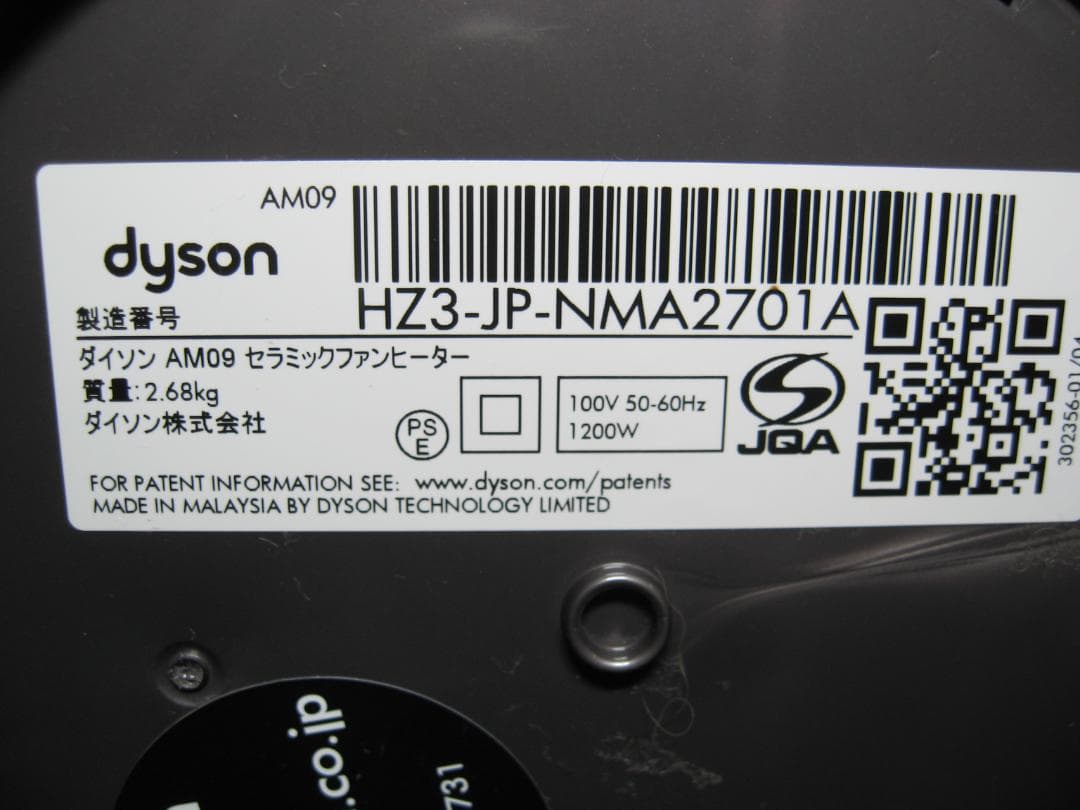 AM09
dyson
HZ3-JP-NMA2701A
製造番号
ダイソン AM09 セラミックファンヒーター
質量:2.68kg
ダイソン株式会社
PS
E
100V 50-60Hz
1200W
JQA
302356-01/04
FOR PATENT INFORMATION SEE: www.dyson.com/patents
MADE IN MALAYSIA BY DYSON TECHNOLOGY LIMITED
.co.jp
731